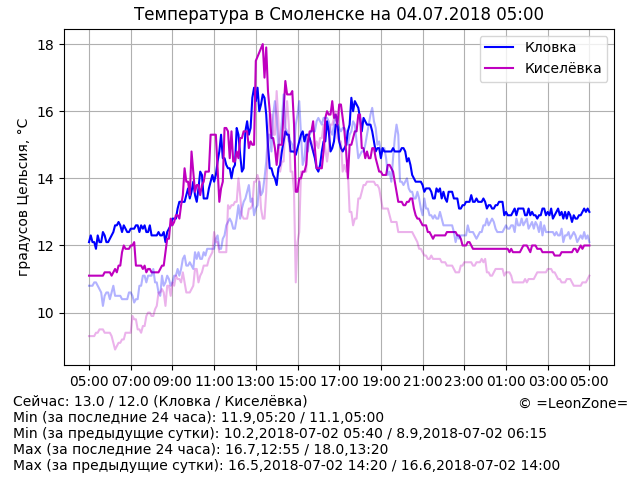 Температура в Смоленске на 04.07.2018 05:00
Кловка
Киселёвка
градусов Цельсия, °C
18
16
14
12
10
05:00 07:00 09:00 11:00 13:00 15:00 17:00 19:00 21:00 23:00 01:00 03:00 05:00
Сейчас: 13.0 / 12.0 (Кловка / Киселёвка)
© =LeonZone=
Min (за последние 24 часа): 11.9,05:20 / 11.1,05:00
Min (за предыдущие сутки): 10.2,2018-07-02 05:40 / 8.9,2018-07-02 06:15
Max (за последние 24 часа): 16.7,12:55 / 18.0,13:20
Max (за предыдущие сутки): 16.5,2018-07-02 14:20 / 16.6,2018-07-02 14:00